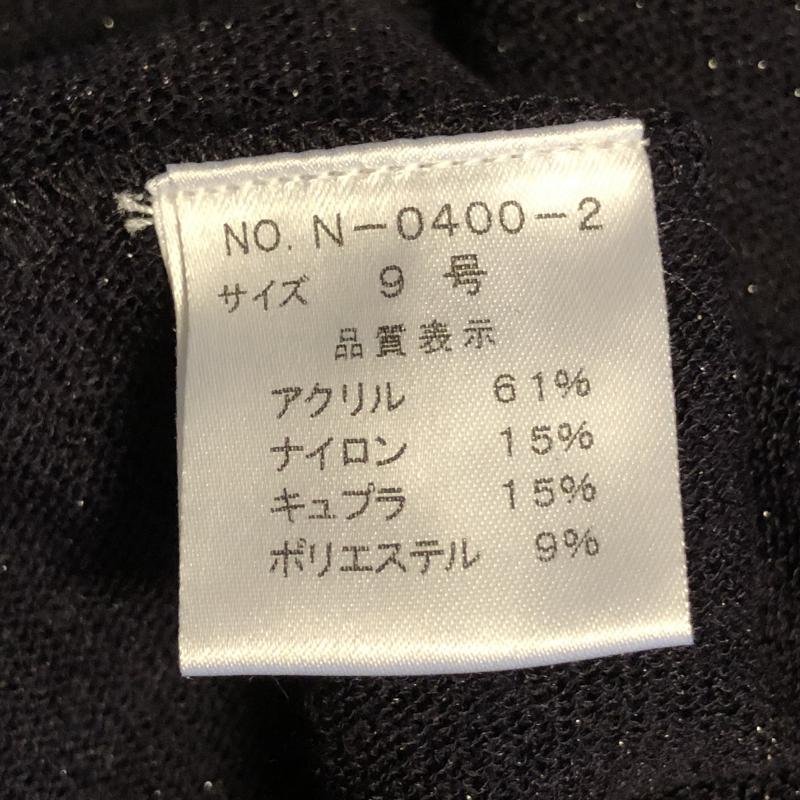 NO. N-0400-2
サイズ 9 号
品質表示
アクリル 61%
ナイロン 15%
キュプラ 15%
ポリエステル 9%